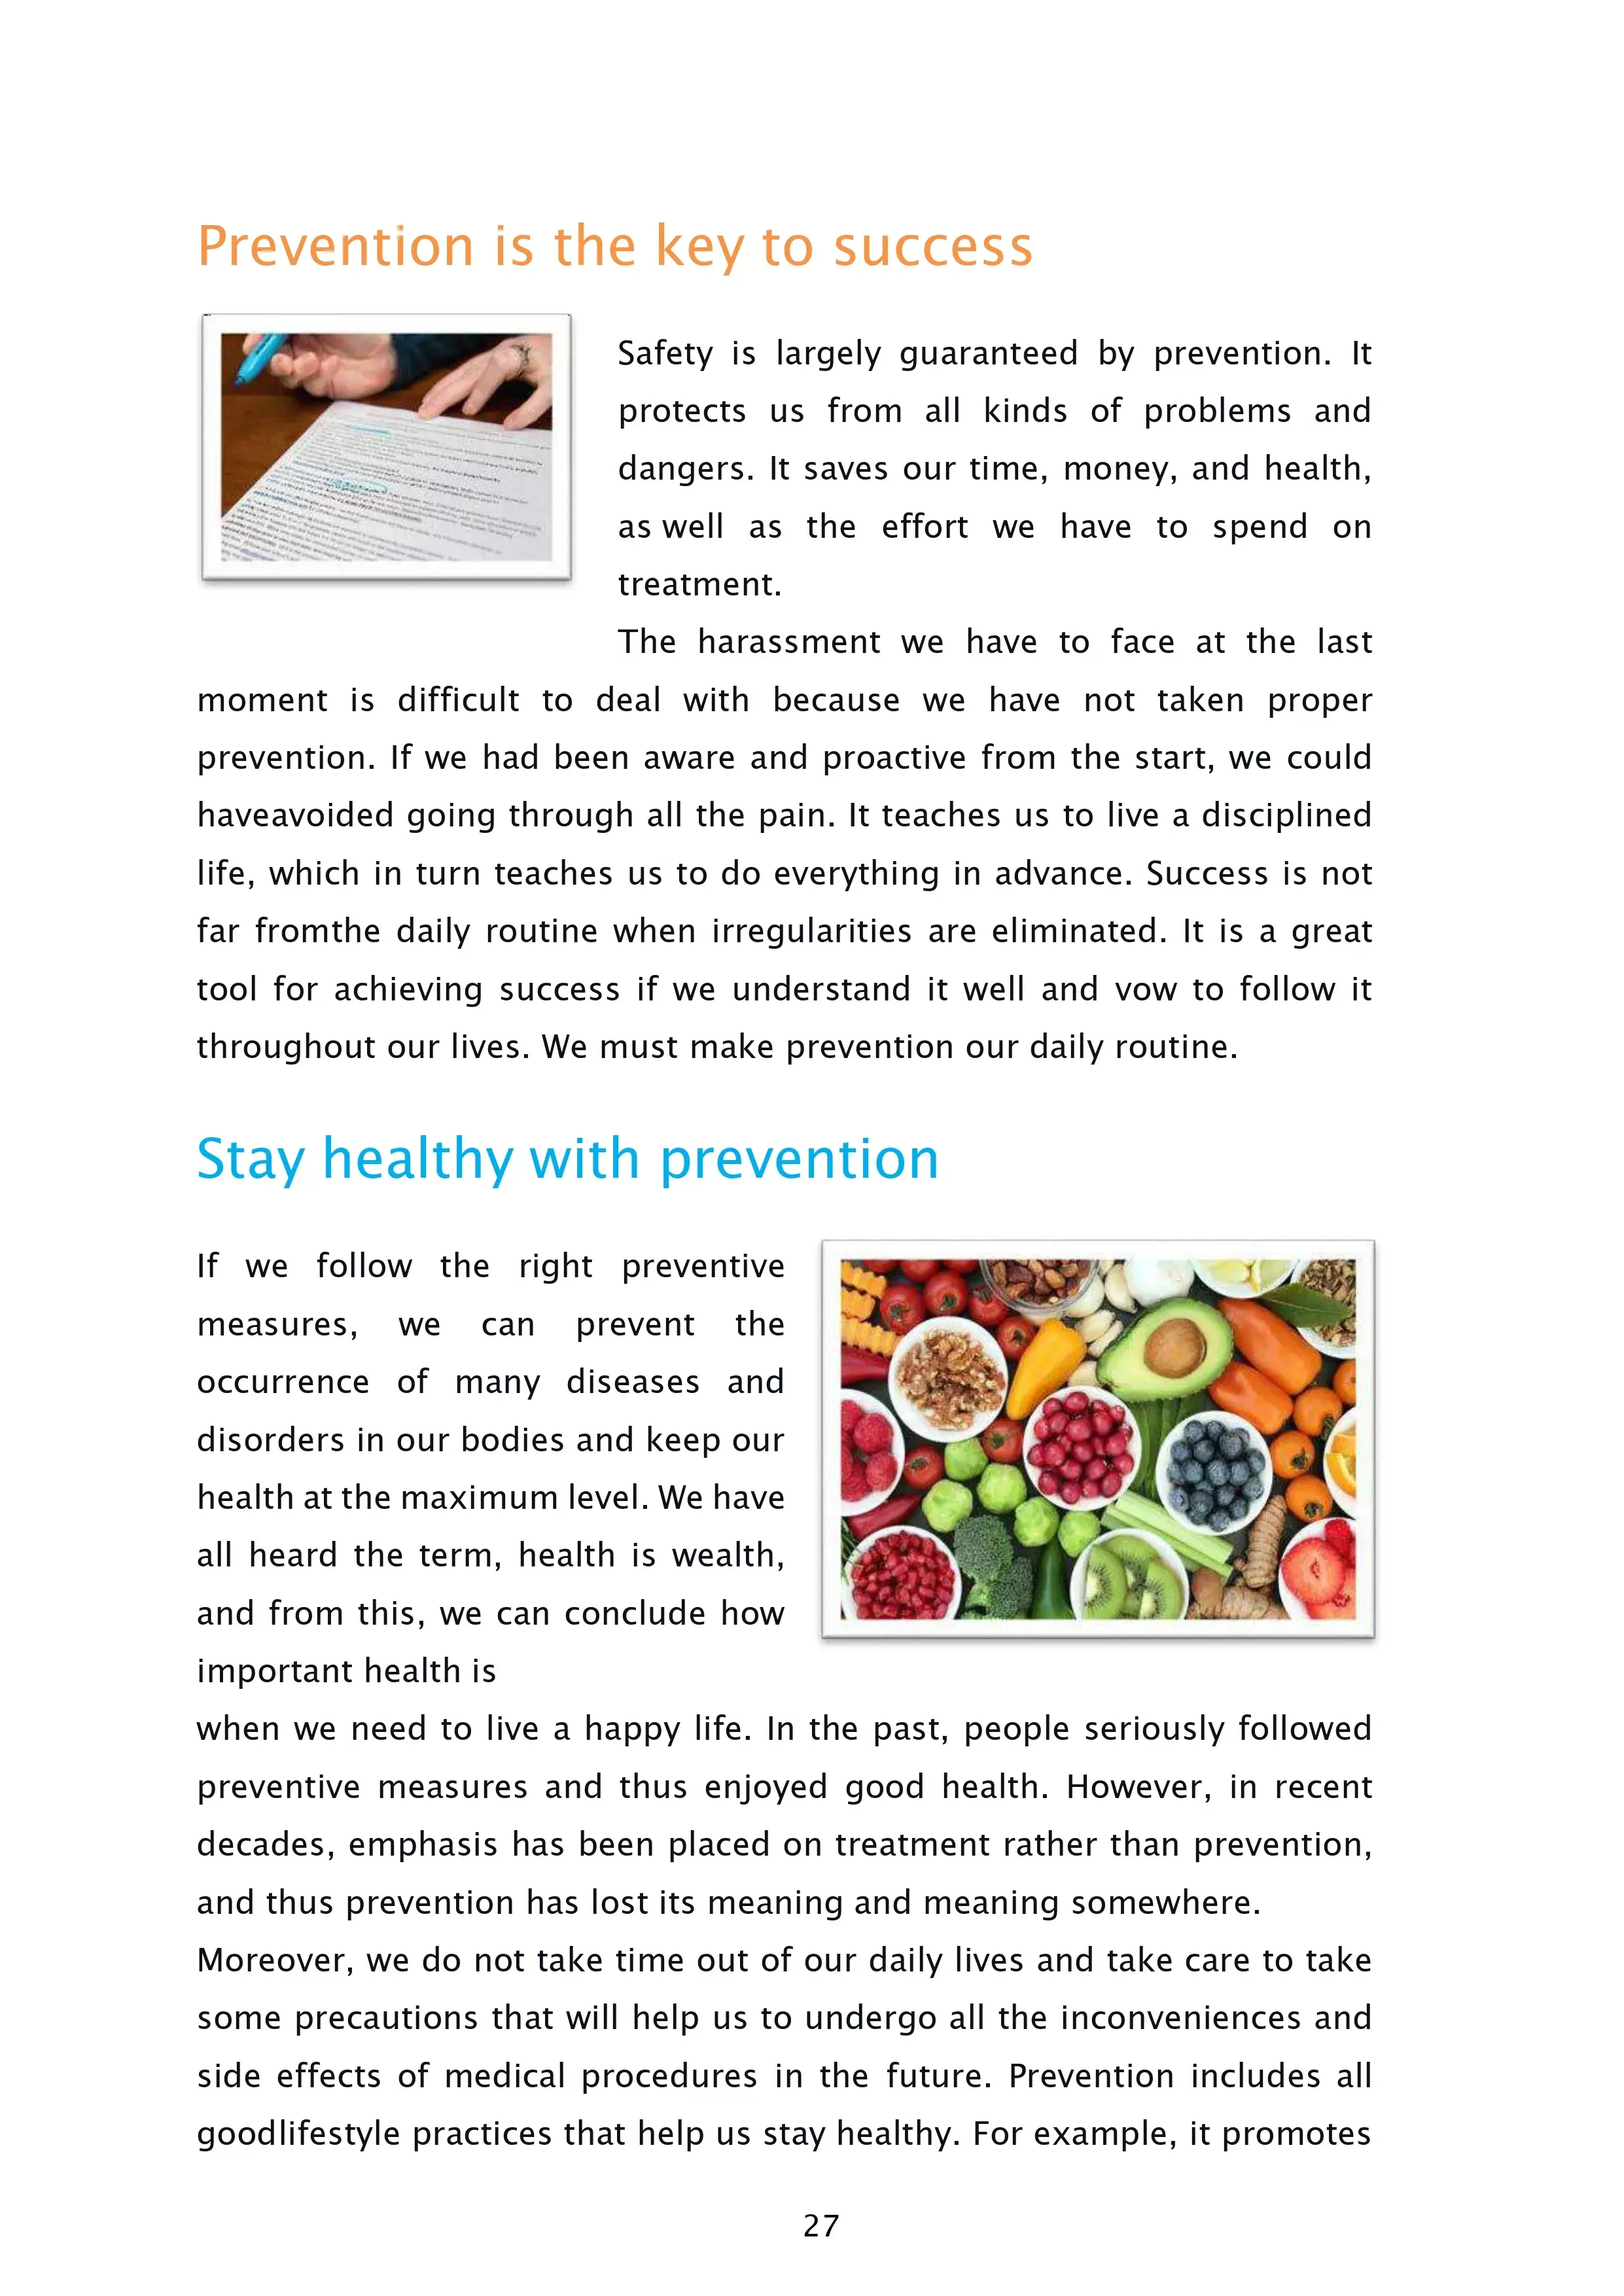 Prevention is the key to success
Safety is largely guaranteed by prevention. It
protects us from all kinds of problems and
dangers. It saves our time, money, and health,
as well as the effort we have to spend on
treatment.
The harassment we have to face at the last
moment is difficult to deal with because we have not taken proper
prevention. If we had been aware and proactive from the start, we could
haveavoided going through all the pain. It teaches us to live a disciplined
life, which in turn teaches us to do everything in advance. Success is not
far fromthe daily routine when irregularities are eliminated. It is a great
tool for achieving success if we understand it well and vow to follow it
throughout our lives. We must make prevention our daily routine.
Stay healthy with prevention
If we follow the right preventive
measures, we can prevent the
occurrence of many diseases and
disorders in our bodies and keep our
health at the maximum level. We have
all heard the term, health is wealth,
and from this, we can conclude how
important health is
when we need to live a happy life. In the past, people seriously followed
preventive measures and thus enjoyed good health. However, in recent
decades, emphasis has been placed on treatment rather than prevention,
and thus prevention has lost its meaning and meaning somewhere.
Moreover, we do not take time out of our daily lives and take care to take
some precautions that will help us to undergo all the inconveniences and
side effects of medical procedures in the future. Prevention includes all
goodlifestyle practices that help us stay healthy. For example, it promotes
27